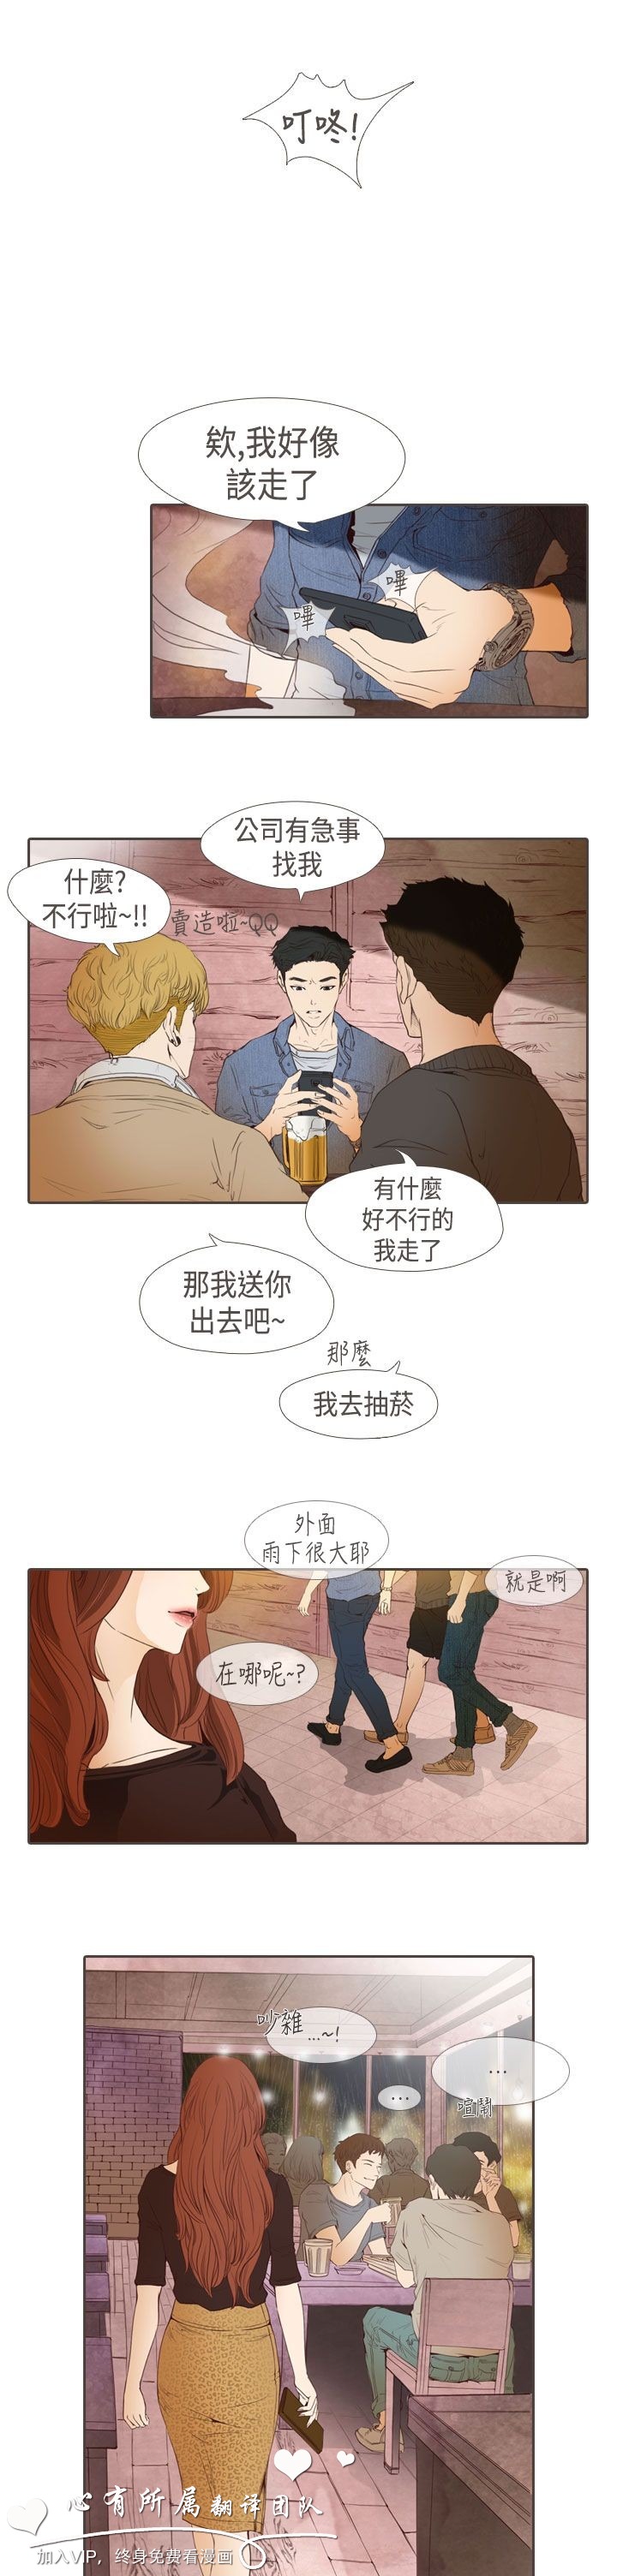 叮咚!
欸,我好像
該走了
嗶
嗶
公司有急事
找我
什麼?
不行啦~!!
賣造啦~QQ
有什麼
好不行的
我走了
那我送你
出去吧~
那麼
我去抽菸
外面
雨下很大耶
就是啊
在哪呢~?
吵雜
...~!
...
...
喧鬧
心有所属翻译团队
加入VIP，终身免费看漫画